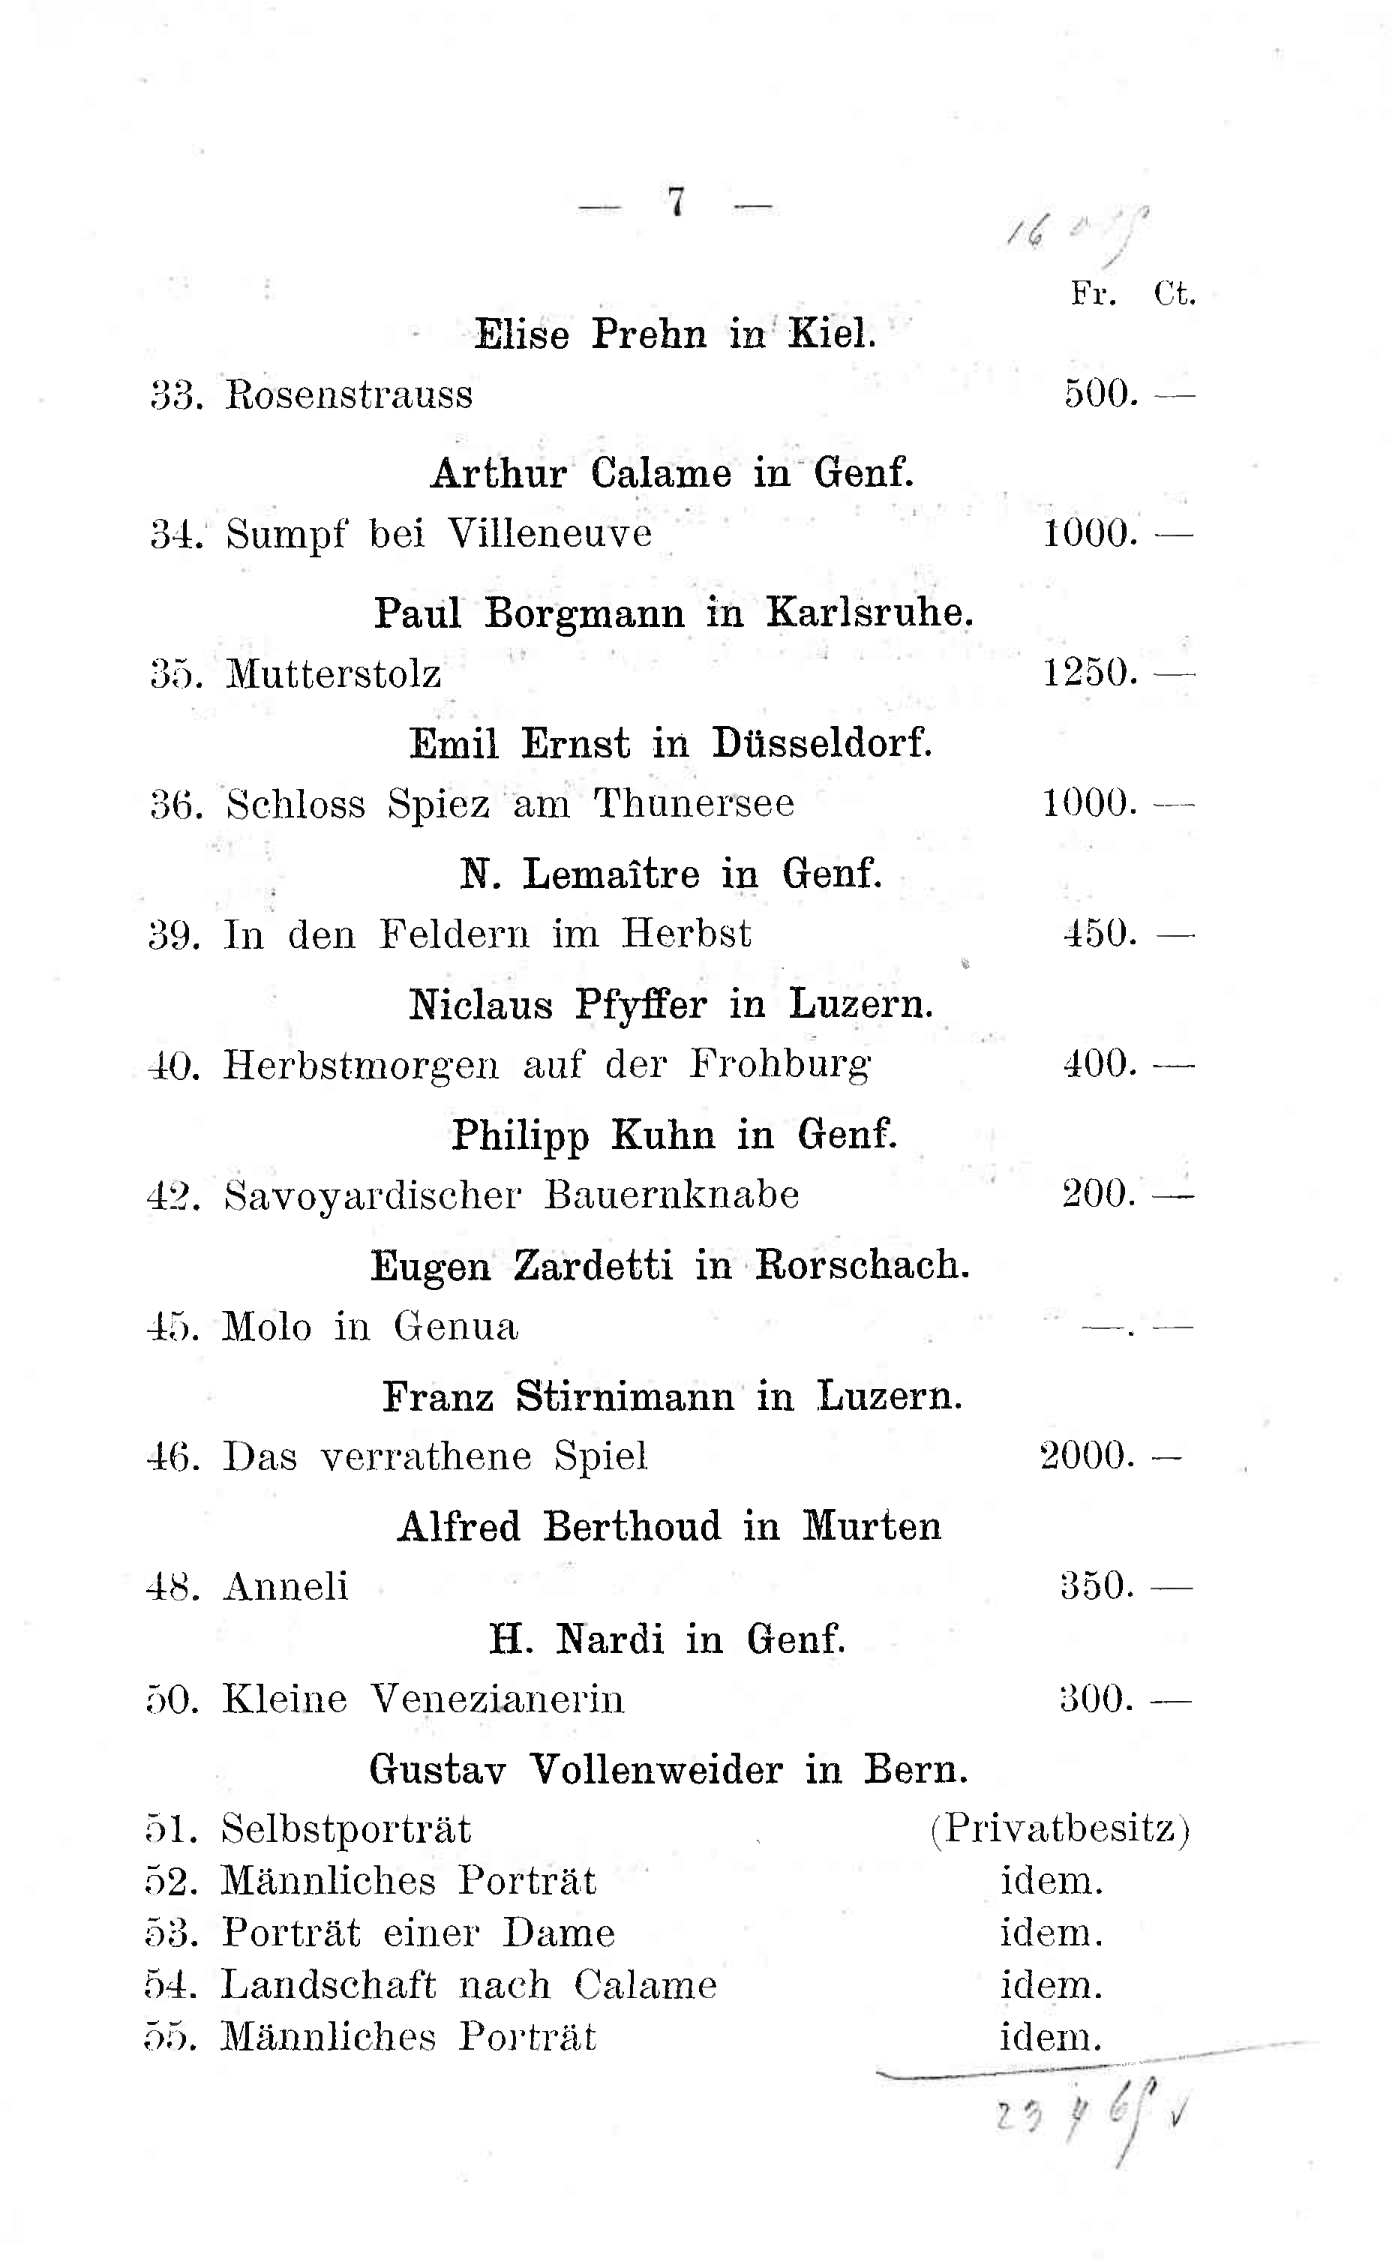 — 7 —
16 015
Fr. Ct.
Elise Prehn in Kiel.
33. Rosenstrauss 500. —
Arthur Calame in Genf.
34. Sumpf bei Villeneuve 1000. —
Paul Borgmann in Karlsruhe.
35. Mutterstolz 1250. —
Emil Ernst in Düsseldorf.
36. Schloss Spiez am Thunersee 1000. —
N. Lemaître in Genf.
39. In den Feldern im Herbst 450. —
Niclaus Pfyffer in Luzern.
40. Herbstmorgen auf der Frohburg 400. —
Philipp Kuhn in Genf.
42. Savoyardischer Bauernknabe 200. —
Eugen Zardetti in Rorschach.
45. Molo in Genua —. —
Franz Stirnimann in Luzern.
46. Das verrathene Spiel 2000. —
Alfred Berthoud in Murten
48. Anneli 350. —
H. Nardi in Genf.
50. Kleine Venezianerin 300. —
Gustav Vollenweider in Bern.
51. Selbstporträt (Privatbesitz)
52. Männliches Porträt idem.
53. Porträt einer Dame idem.
54. Landschaft nach Calame idem.
55. Männliches Porträt idem.
23 465 ✓